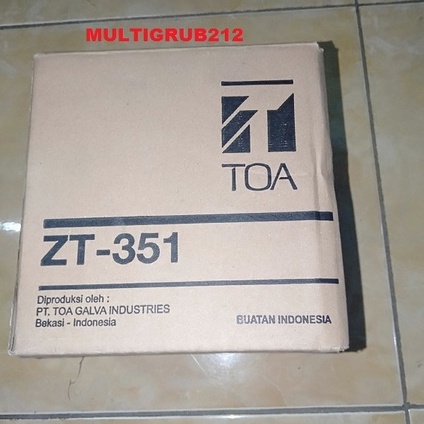 MULTIGRUB212
TOA
ZT-351
Diproduksi oleh :
PT. TOA GALVA INDUSTRIES
Bekasi - Indonesia
BUATAN INDONESIA